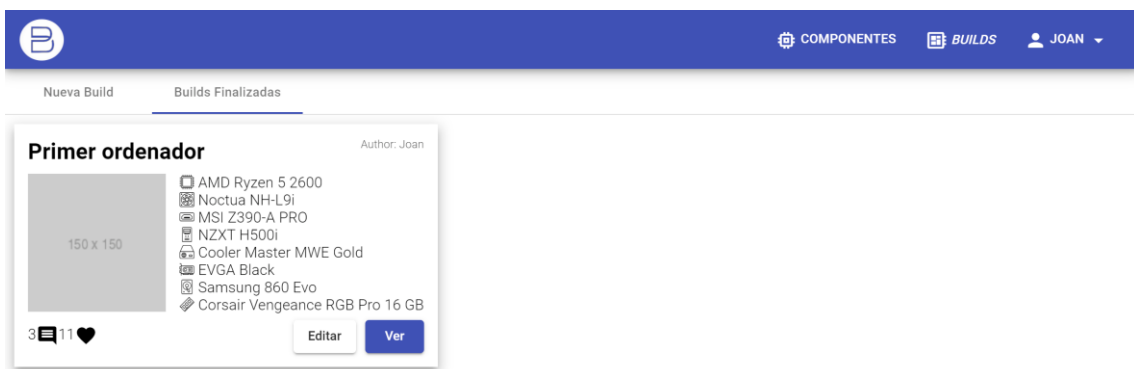 COMPONENTES BUILDS JOAN
Nueva Build Builds Finalizadas
Primer ordenador Author: Joan
150 x 150
AMD Ryzen 5 2600
Noctua NH-L9i
MSI Z390-A PRO
NZXT H500i
Cooler Master MWE Gold
EVGA Black
Samsung 860 Evo
Corsair Vengeance RGB Pro 16 GB
3 11 Editar Ver